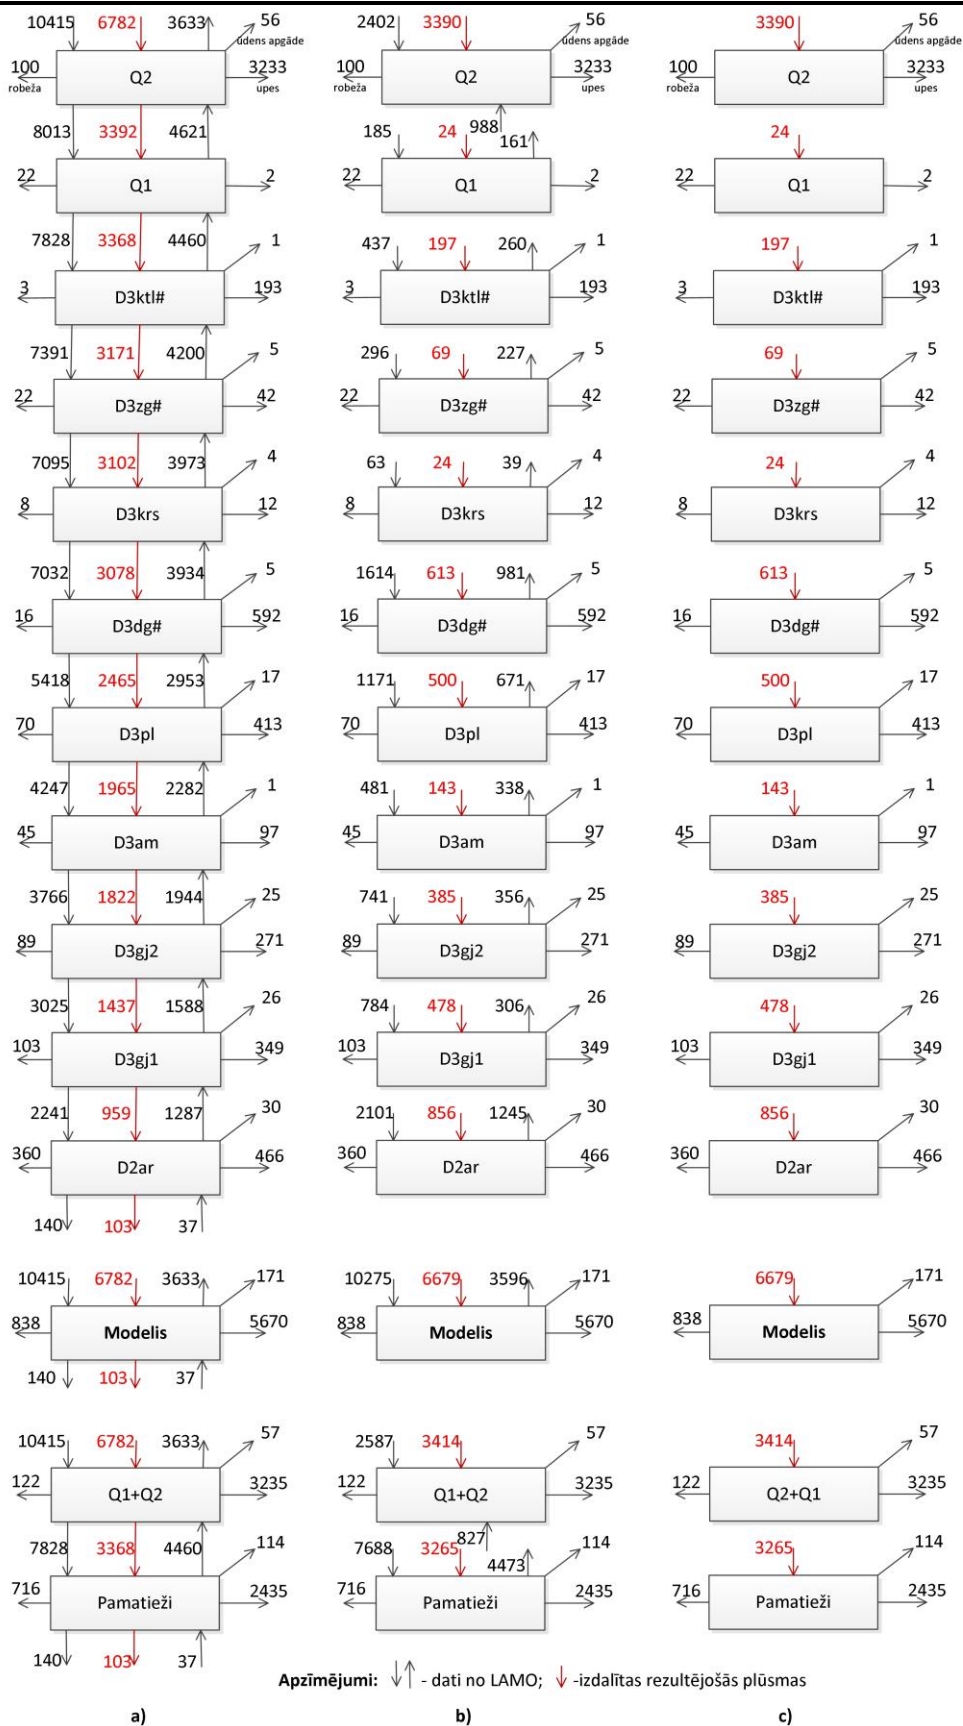 10415 6782 3633 56 2402 3390 56 3390 56
ūdens apgāde ūdens apgāde ūdens apgāde
100 Q2 3233 100 Q2 3233 100 Q2 3233
robeža upes robeža upes robeža upes
8013 3392 4621 185 24 988 161 24
22 Q1 2 22 Q1 2 22 Q1 2
7828 3368 4460 1 437 197 260 1 197 1
3 D3ktl# 193 3 D3ktl# 193 3 D3ktl# 193
7391 3171 4200 5 296 69 227 5 69 5
22 D3zg# 42 22 D3zg# 42 22 D3zg# 42
7095 3102 3973 4 63 24 39 4 24 4
8 D3krs 12 8 D3krs 12 8 D3krs 12
7032 3078 3934 5 1614 613 981 5 613 5
16 D3dg# 592 16 D3dg# 592 16 D3dg# 592
5418 2465 2953 17 1171 500 671 17 500 17
70 D3pl 413 70 D3pl 413 70 D3pl 413
4247 1965 2282 1 481 143 338 1 143 1
45 D3am 97 45 D3am 97 45 D3am 97
3766 1822 1944 25 741 385 356 25 385 25
89 D3gj2 271 89 D3gj2 271 89 D3gj2 271
3025 1437 1588 26 784 478 306 26 478 26
103 D3gj1 349 103 D3gj1 349 103 D3gj1 349
2241 959 1287 30 2101 856 1245 30 856 30
360 D2ar 466 360 D2ar 466 360 D2ar 466
140 103 37
10415 6782 3633 171 10275 6679 3596 171 6679 171
838 Modelis 5670 838 Modelis 5670 838 Modelis 5670
140 103 37
10415 6782 3633 57 2587 3414 57 3414 57
122 Q1+Q2 3235 122 Q1+Q2 3235 122 Q2+Q1 3235
827
7828 3368 4460 114 7688 3265 4473 114 3265 114
716 Pamatieži 2435 716 Pamatieži 2435 716 Pamatieži 2435
140 103 37
Apzīmējumi: ↓↑ - dati no LAMO; ↓ -izdalītas rezultējošās plūsmas
a) b) c)